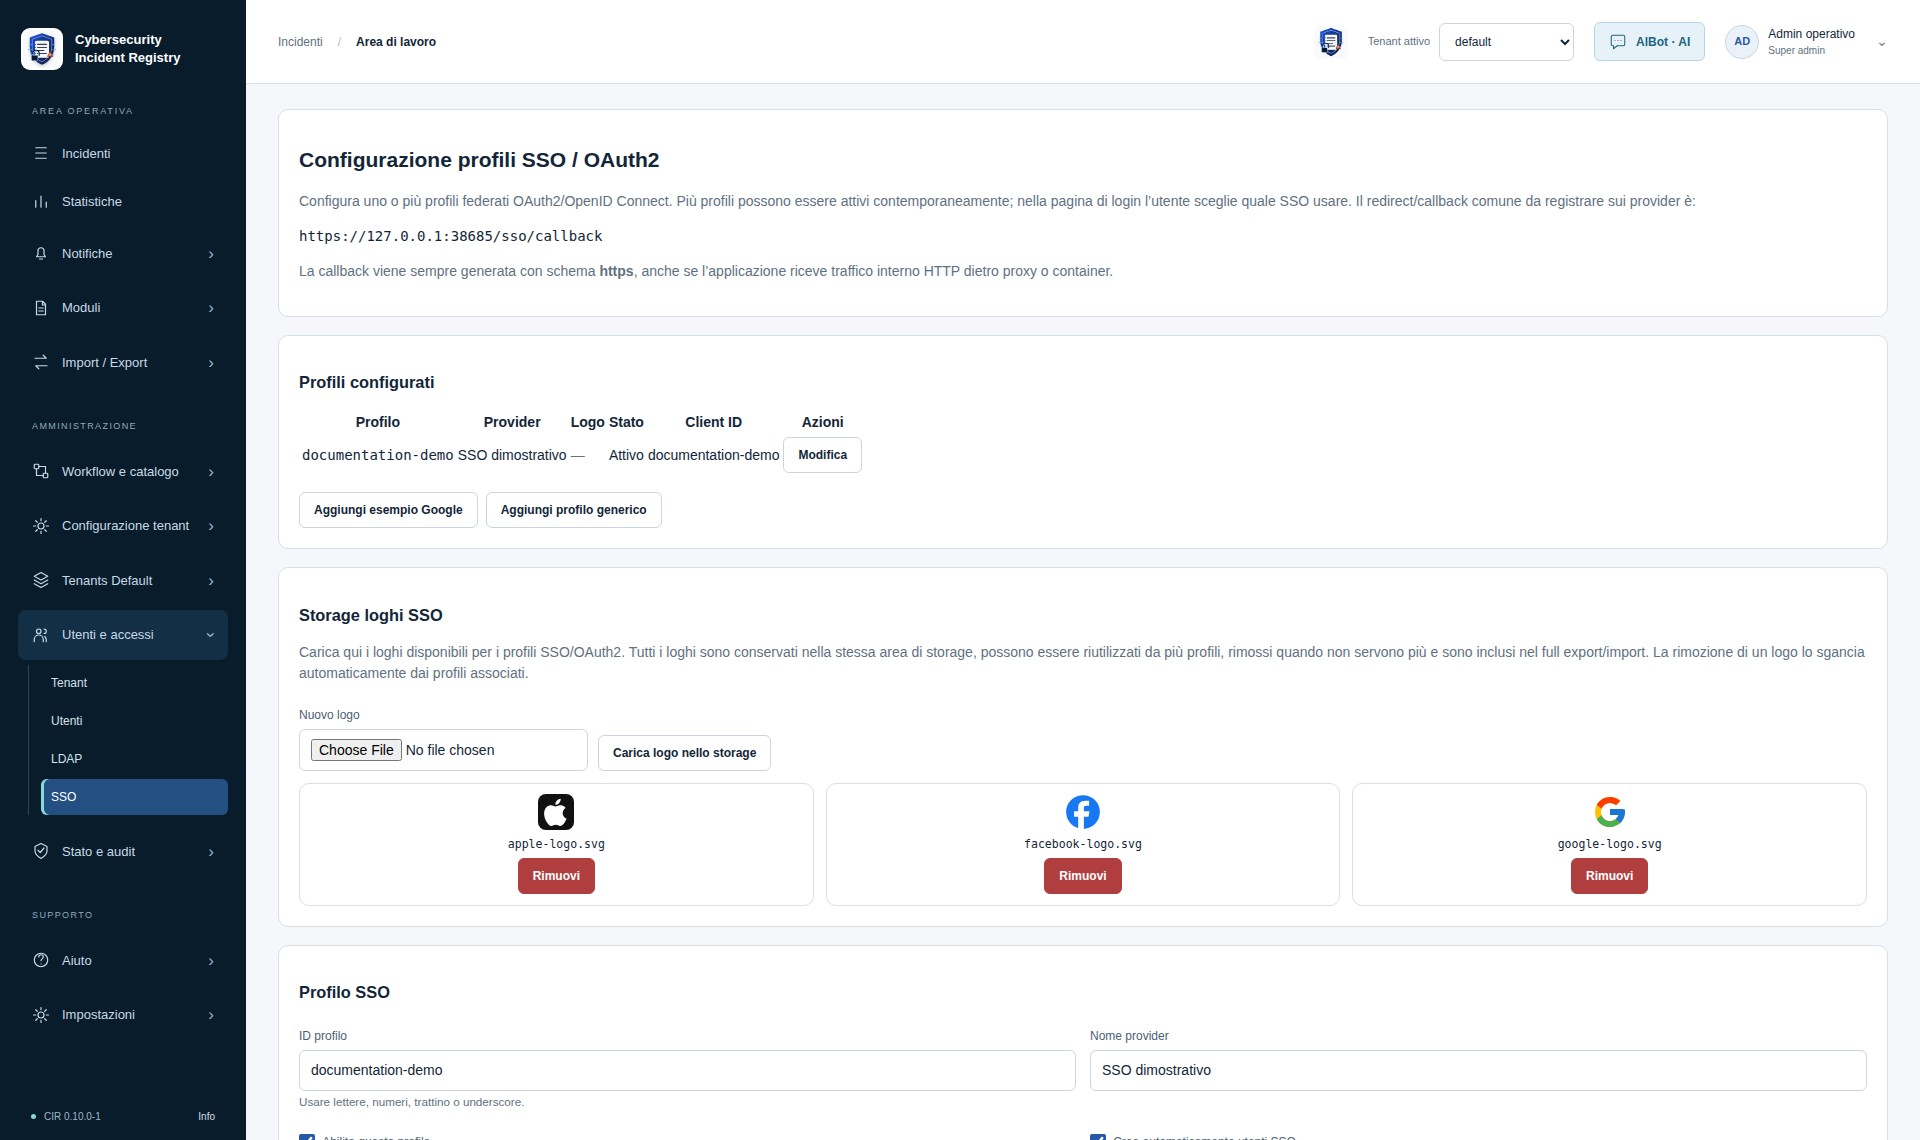 Cybersecurity
Incident Registry
AREA OPERATIVA
Incidenti
Statistiche
Notifiche
Moduli
Import / Export
AMMINISTRAZIONE
Workflow e catalogo
Configurazione tenant
Tenants Default
Utenti e accessi
Tenant
Utenti
LDAP
SSO
Stato e audit
SUPPORTO
Aiuto
Impostazioni
CIR 0.10.0-1 Info
Incidenti / Area di lavoro
Tenant attivo default AIBot · AI AD Admin operativo
Super admin
Configurazione profili SSO / OAuth2
Configura uno o più profili federati OAuth2/OpenID Connect. Più profili possono essere attivi contemporaneamente; nella pagina di login l’utente sceglie quale SSO usare. Il redirect/callback comune da registrare sui provider è:
https://127.0.0.1:38685/sso/callback
La callback viene sempre generata con schema https, anche se l’applicazione riceve traffico interno HTTP dietro proxy o container.
Profili configurati
Profilo Provider Logo Stato Client ID Azioni
documentation-demo SSO dimostrativo — Attivo documentation-demo Modifica
Aggiungi esempio Google Aggiungi profilo generico
Storage loghi SSO
Carica qui i loghi disponibili per i profili SSO/OAuth2. Tutti i loghi sono conservati nella stessa area di storage, possono essere riutilizzati da più profili, rimossi quando non servono più e sono inclusi nel full export/import. La rimozione di un logo lo sgancia
automaticamente dai profili associati.
Nuovo logo
Choose File No file chosen Carica logo nello storage
apple-logo.svg facebook-logo.svg google-logo.svg
Rimuovi Rimuovi Rimuovi
Profilo SSO
ID profilo Nome provider
documentation-demo SSO dimostrativo
Usare lettere, numeri, trattino o underscore.
Abilita questo profilo Crea automaticamente utenti SSO